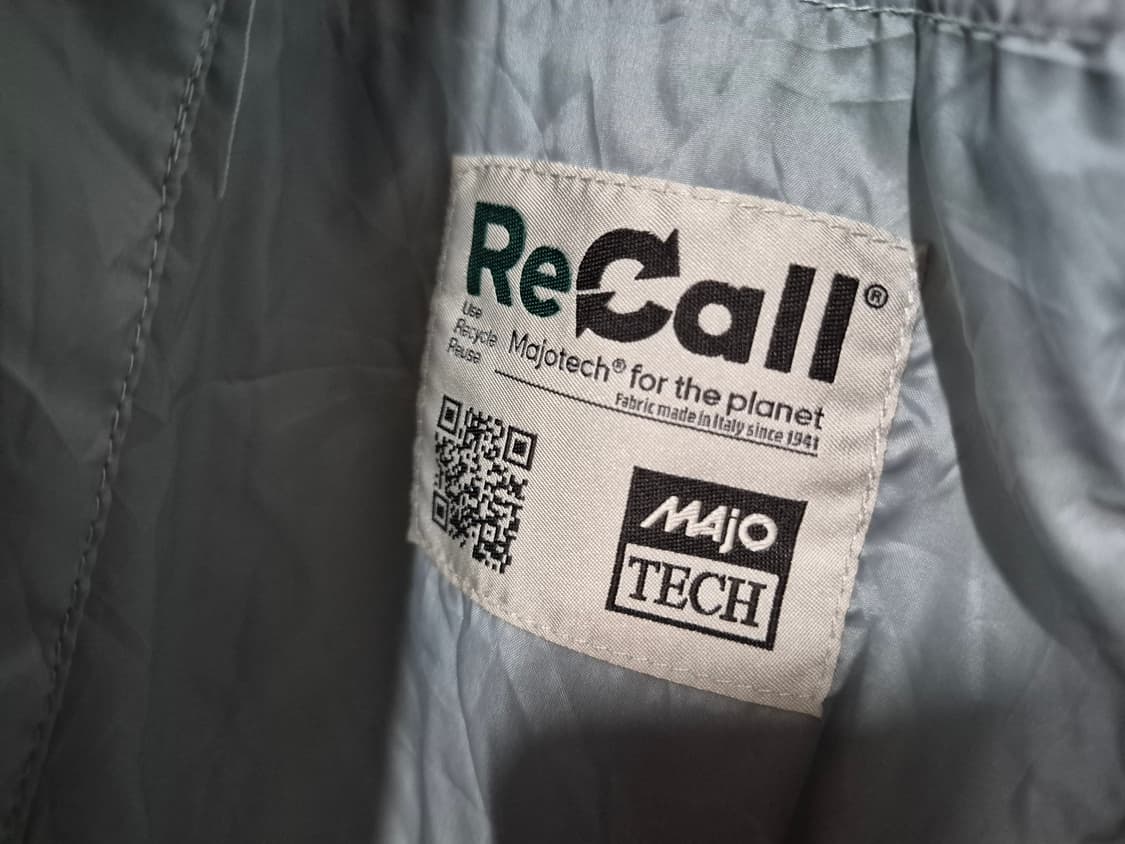 ReCall®
Use
Recycle
Reuse
Majotech® for the planet
Fabric made in Italy since 1941
MAjO
TECH